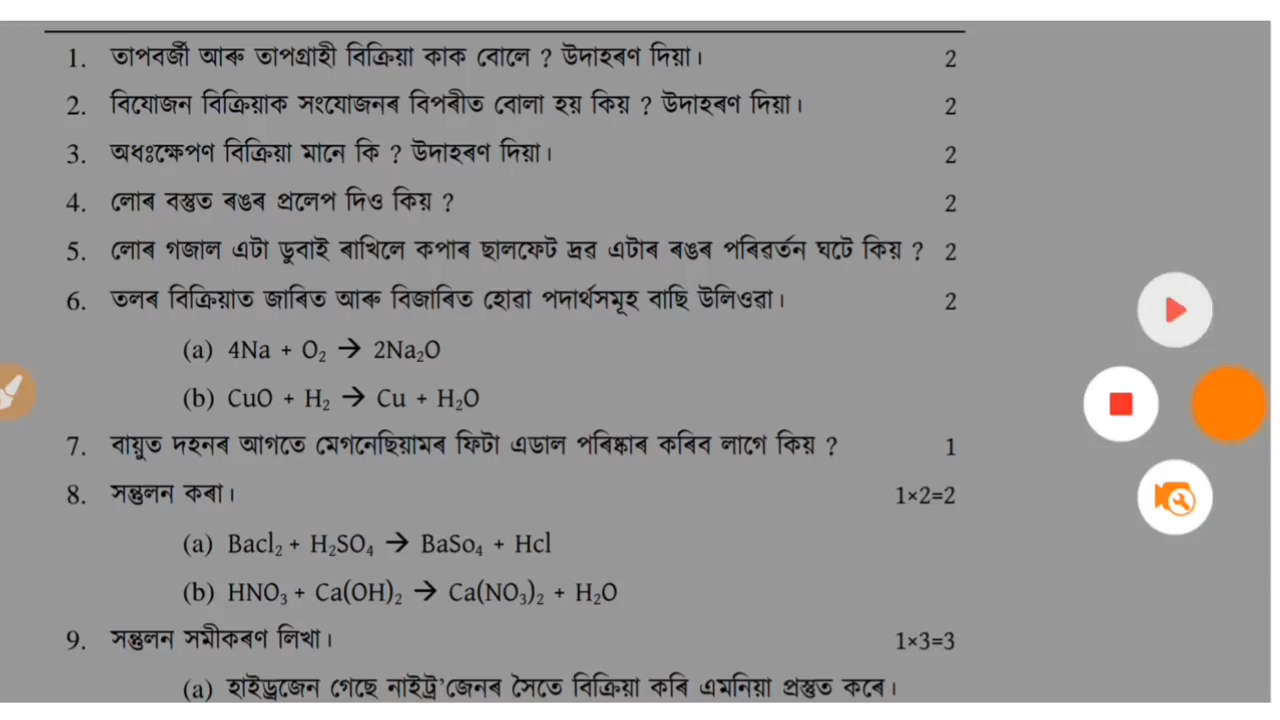 1. তাপবৰ্জী আৰু তাপগ্ৰাহী বিক্ৰিয়া কাক বোলে ? উদাহৰণ দিয়া। 2
2. বিযোজন বিক্ৰিয়াক সংযোজনৰ বিপৰীত বোলা হয় কিয় ? উদাহৰণ দিয়া। 2
3. অধঃক্ষেপণ বিক্ৰিয়া মানে কি ? উদাহৰণ দিয়া। 2
4. লোৰ বস্তুত ৰঙৰ প্ৰলেপ দিও কিয় ? 2
5. লোৰ গজাল এটা ডুবাই ৰাখিলে কপাৰ ছালফেট দ্ৰৱ এটাৰ ৰঙৰ পৰিৱৰ্তন ঘটে কিয় ? 2
6. তলৰ বিক্ৰিয়াত জাৰিত আৰু বিজাৰিত হোৱা পদাৰ্থসমূহ বাছি উলিওৱা। 2
(a) 4Na + O₂ → 2Na₂O
(b) CuO + H₂ → Cu + H₂O
7. বায়ুত দহনৰ আগতে মেগনেছিয়ামৰ ফিটা এডাল পৰিষ্কাৰ কৰিব লাগে কিয় ? 1
8. সন্তুলন কৰা। 1×2=2
(a) Bacl₂ + H₂SO₄ → BaSo₄ + Hcl
(b) HNO₃ + Ca(OH)₂ → Ca(NO₃)₂ + H₂O
9. সন্তুলন সমীকৰণ লিখা। 1×3=3
(a) হাইড্ৰজেন গেছে নাইট্ৰ’জেনৰ সৈতে বিক্ৰিয়া কৰি এমনিয়া প্ৰস্তুত কৰে।